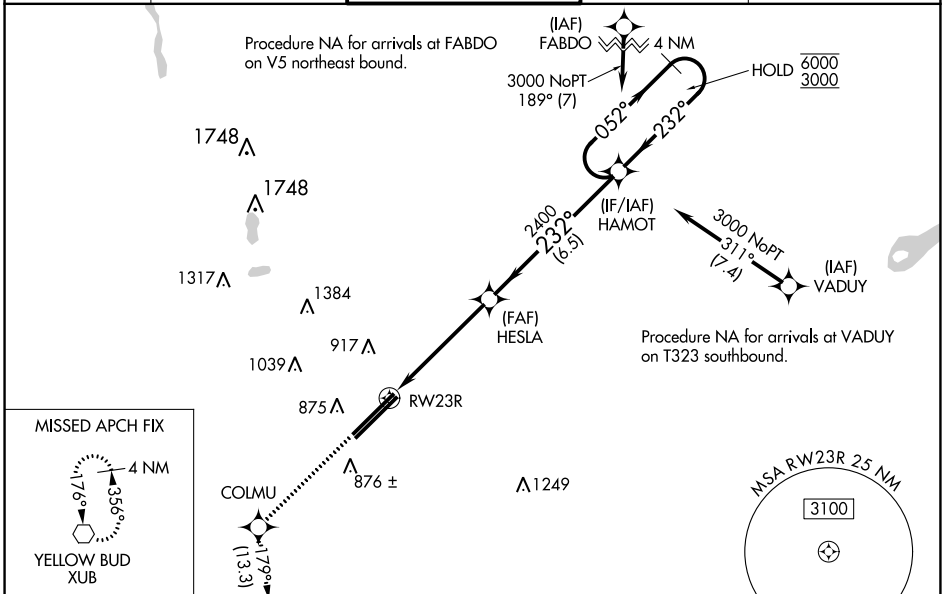 (IAF)
FABDO
Procedure NA for arrivals at FABDO
on V5 northeast bound.
4 NM
3000 NoPT
189° (7)
HOLD 6000
3000
052°
232°
1748
1748
(IF/IAF)
HAMOT
2400
232°
(6.5)
3000 NoPT
311°
(7.4)
(IAF)
VADUY
1317
1384
(FAF)
HESLA
Procedure NA for arrivals at VADUY
on T323 southbound.
917
1039
875
RW23R
MISSED APCH FIX
4 NM
176°
356°
YELLOW BUD
XUB
876 ±
1249
COLMU
179°
(13.3)
MSA RW23R 25 NM
3100